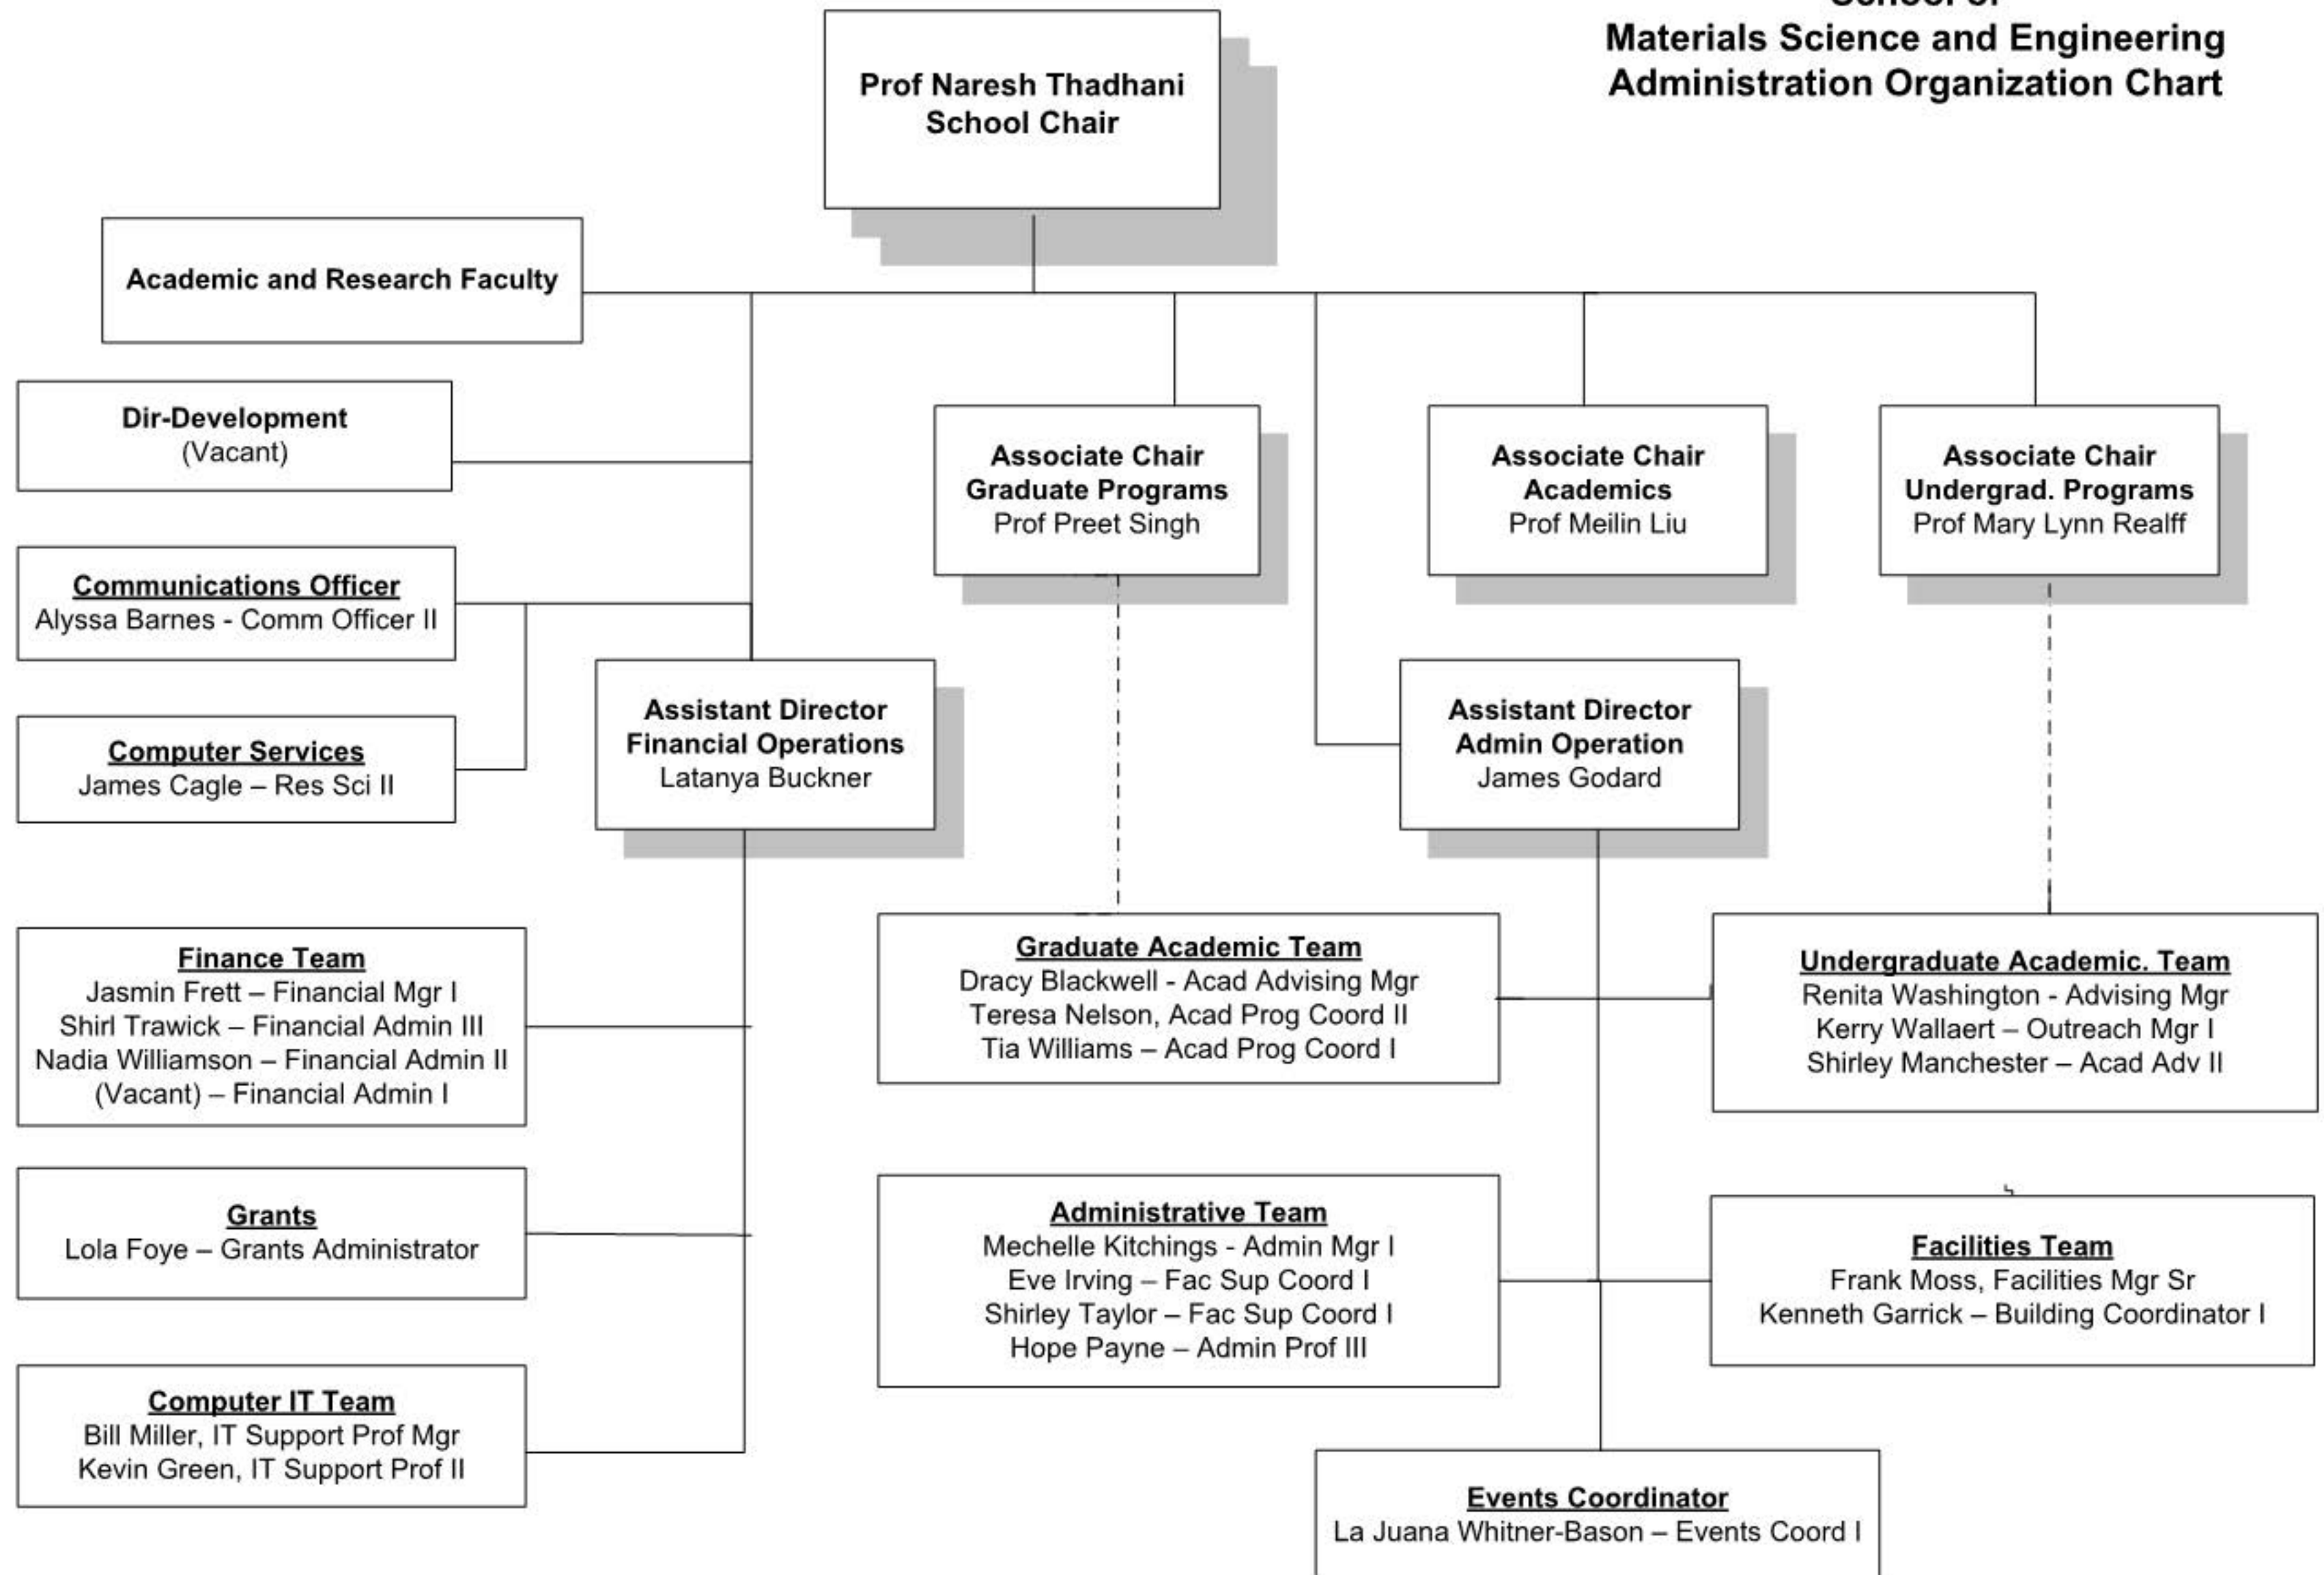 School of
Materials Science and Engineering
Administration Organization Chart
Prof Naresh Thadhani
School Chair
Academic and Research Faculty
Dir-Development
(Vacant)
Associate Chair
Graduate Programs
Prof Preet Singh
Associate Chair
Academics
Prof Meilin Liu
Associate Chair
Undergrad. Programs
Prof Mary Lynn Realff
Communications Officer
Alyssa Barnes - Comm Officer II
Computer Services
James Cagle – Res Sci II
Assistant Director
Financial Operations
Latanya Buckner
Assistant Director
Admin Operation
James Godard
Finance Team
Jasmin Frett – Financial Mgr I
Shirl Trawick – Financial Admin III
Nadia Williamson – Financial Admin II
(Vacant) – Financial Admin I
Graduate Academic Team
Dracy Blackwell - Acad Advising Mgr
Teresa Nelson, Acad Prog Coord II
Tia Williams – Acad Prog Coord I
Undergraduate Academic. Team
Renita Washington - Advising Mgr
Kerry Wallaert – Outreach Mgr I
Shirley Manchester – Acad Adv II
Grants
Lola Foye – Grants Administrator
Administrative Team
Mechelle Kitchings - Admin Mgr I
Eve Irving – Fac Sup Coord I
Shirley Taylor – Fac Sup Coord I
Hope Payne – Admin Prof III
Facilities Team
Frank Moss, Facilities Mgr Sr
Kenneth Garrick – Building Coordinator I
Computer IT Team
Bill Miller, IT Support Prof Mgr
Kevin Green, IT Support Prof II
Events Coordinator
La Juana Whitner-Bason – Events Coord I